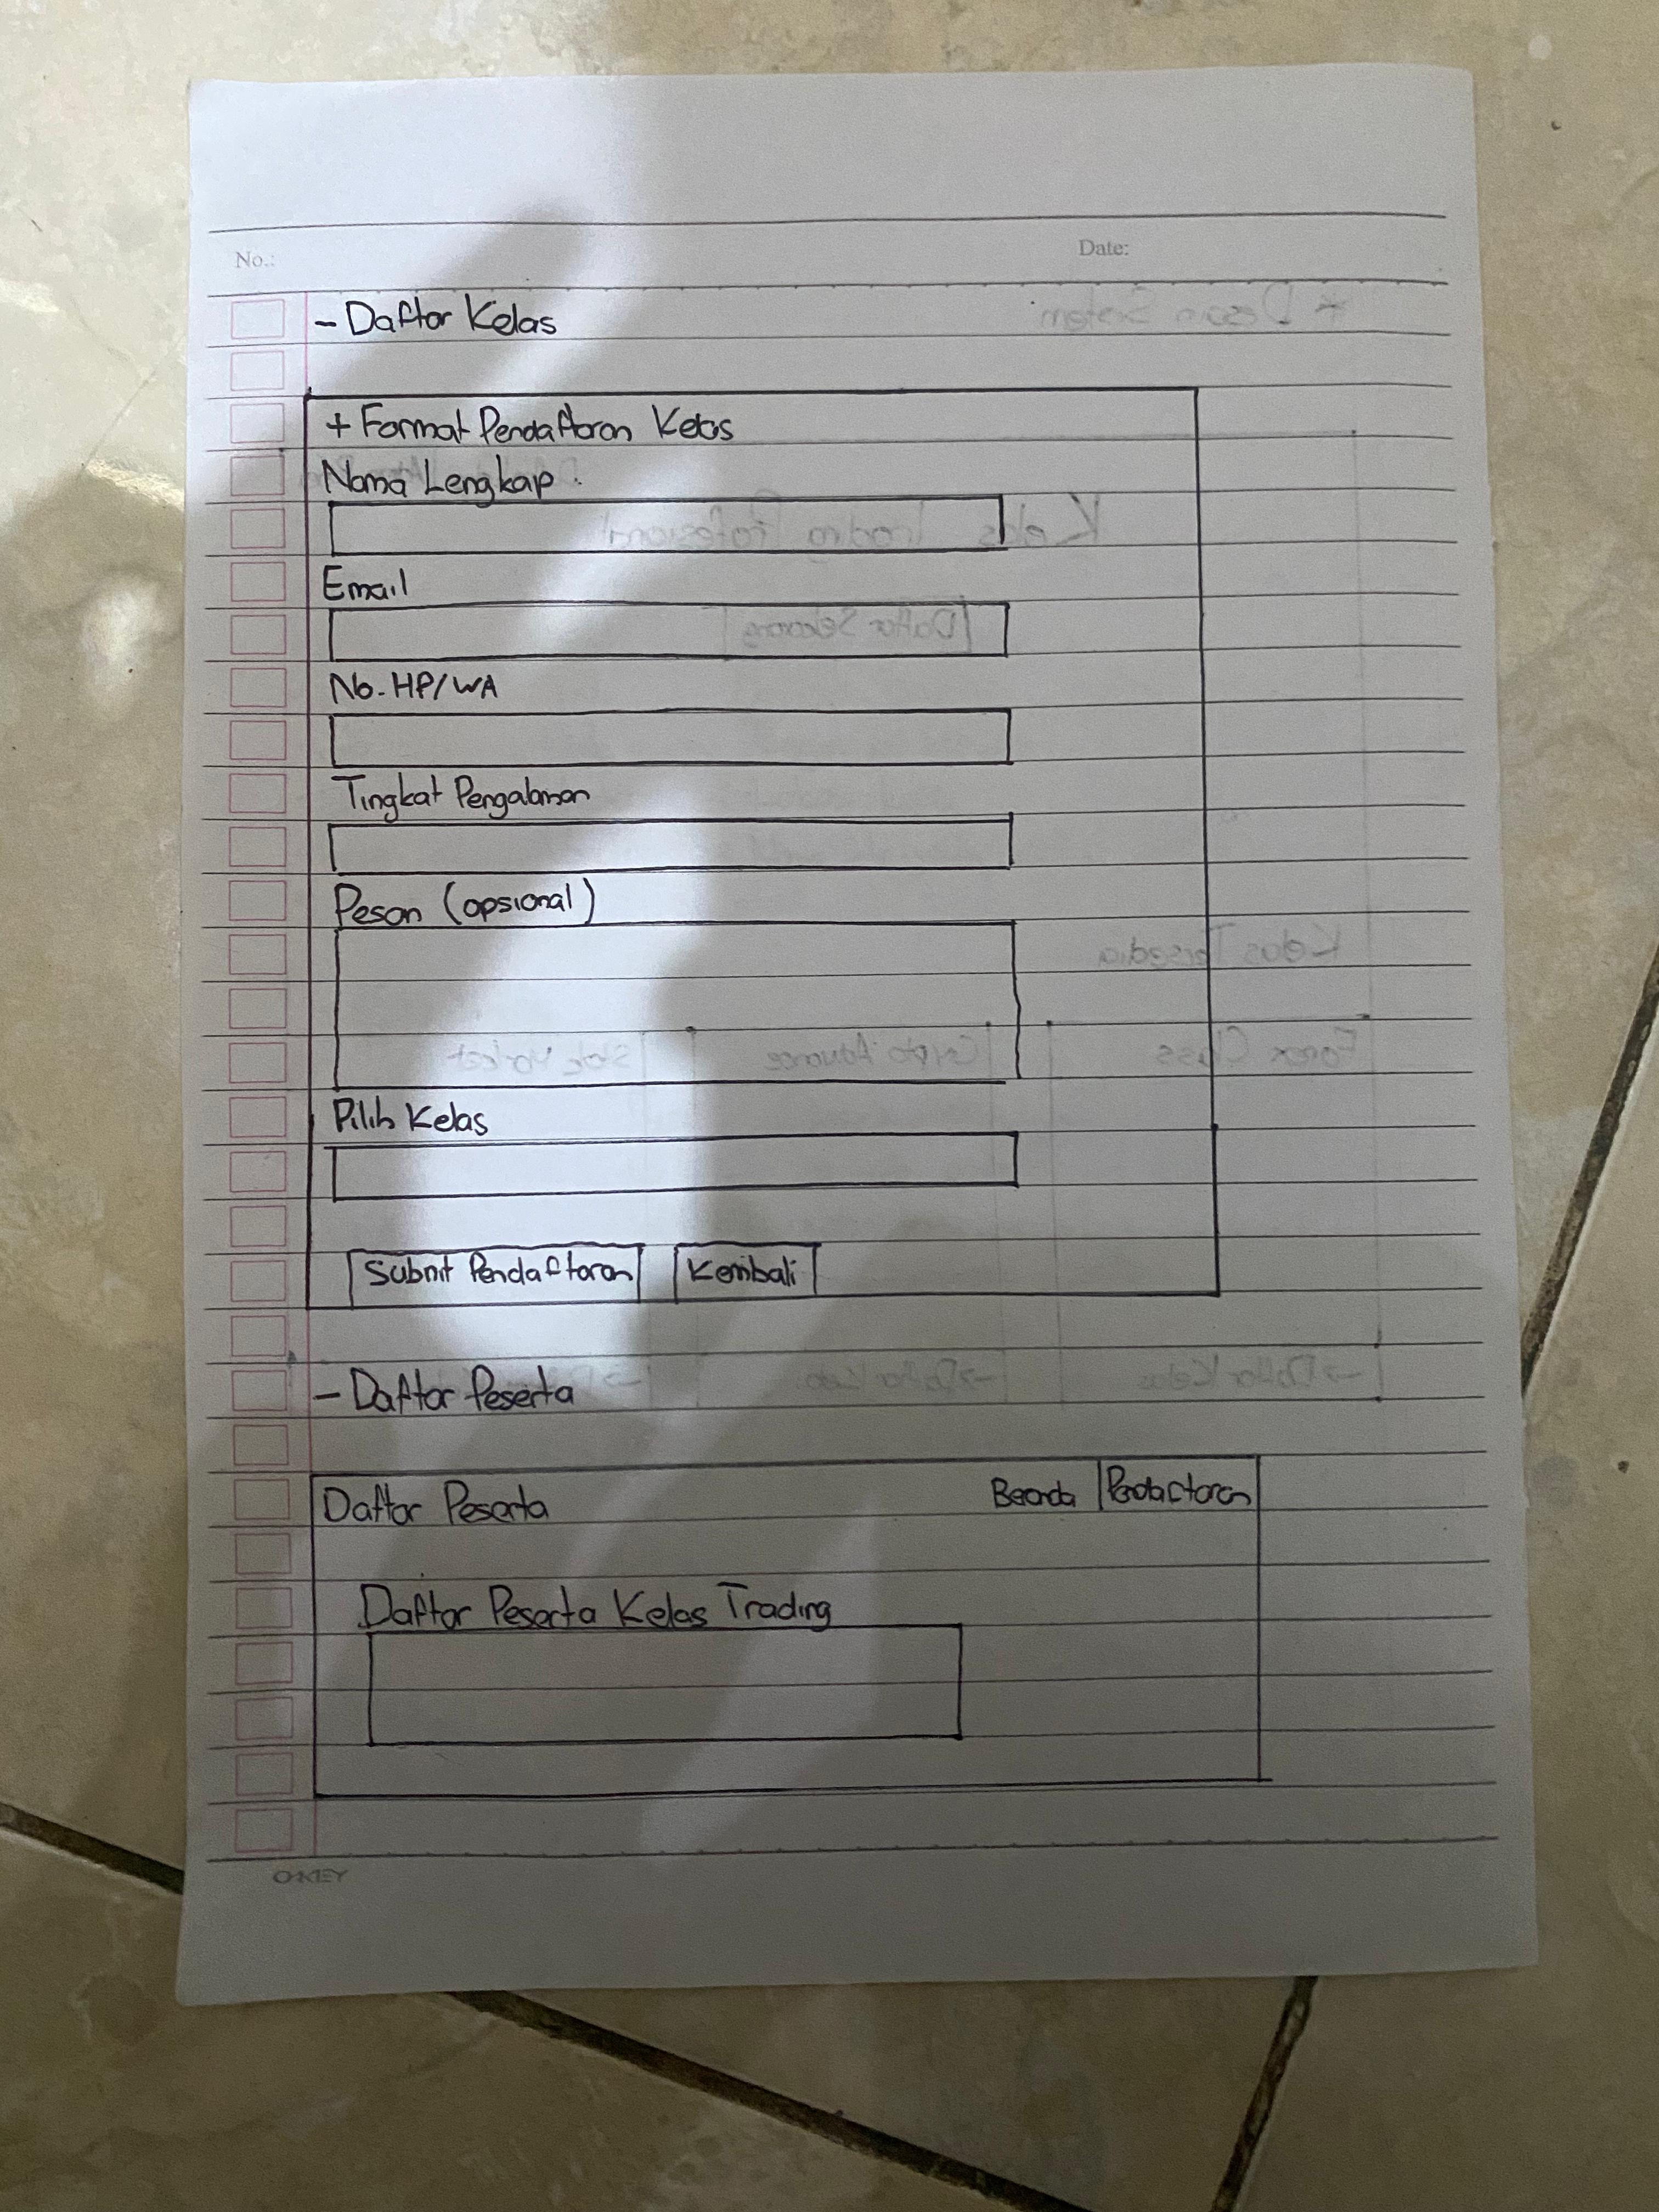 No.:
Date:
- Daftar Kelas
+ Format Pendaftaran Kelas
Nama Lengkap :
Email
No. HP/WA
Tingkat Pengalaman
Pesan (opsional)
Pilih Kelas
Submit Pendaftaran
Kembali
- Daftar Peserta
Daftar Peserta
Beranda
Pendaftaran
Daftar Peserta Kelas Trading